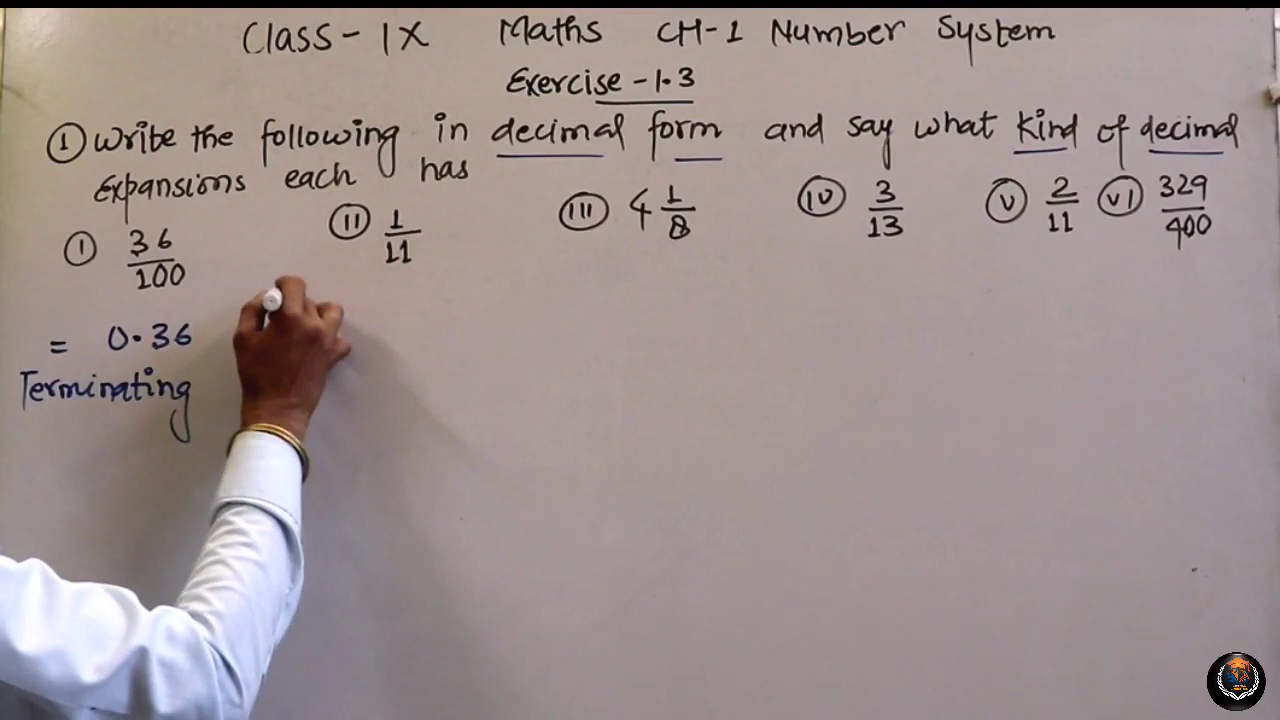 Class-IX Maths CH-1 Number System
Exercise-1.3
① Write the following in decimal form and say what kind of decimal
Expansions each has
(I) 36/100 (II) 1/11 (III) 4 1/8 (IV) 3/13 (V) 2/11 (VI) 329/400
= 0.36
Terminating